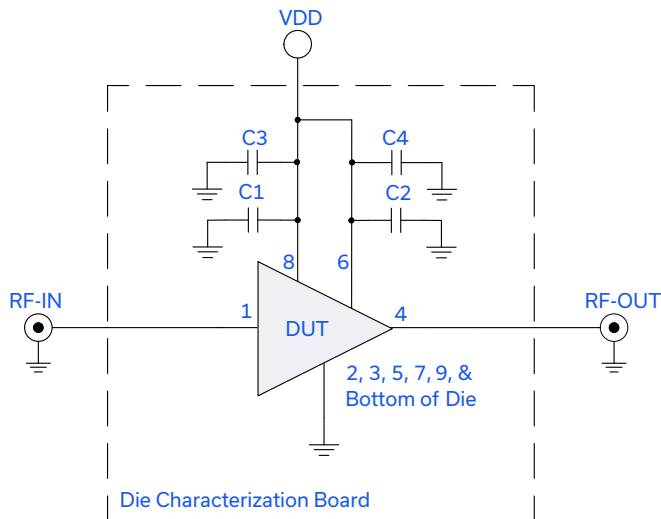 VDD
C3
C4
C1
C2
8
6
RF-IN
RF-OUT
1
4
DUT
2, 3, 5, 7, 9, &
Bottom of Die
Die Characterization Board